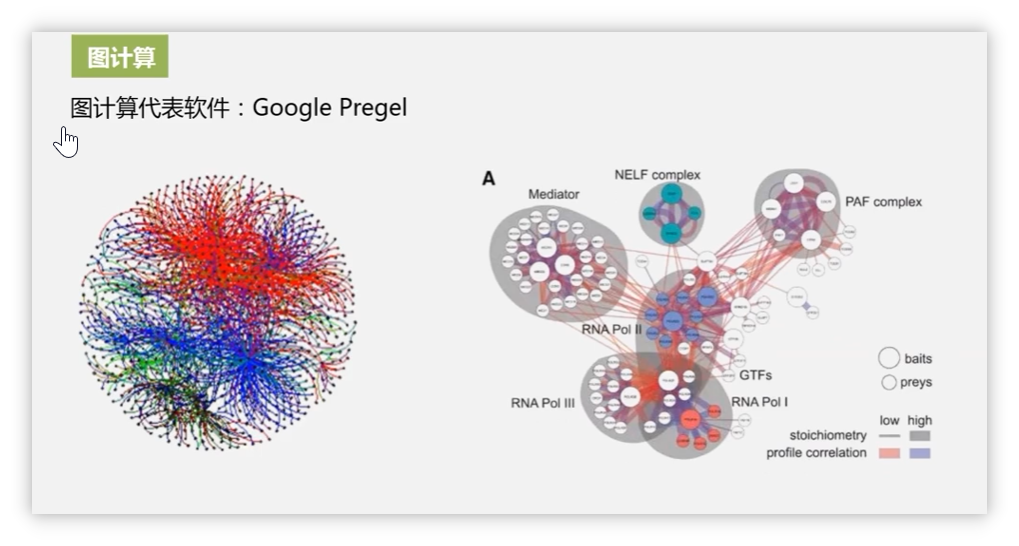 图计算
图计算代表软件：Google Pregel
A
NELF complex
Mediator
PAF complex
RNA Pol II
GTFs
RNA Pol III
RNA Pol I
baits
preys
low high
stoichiometry
profile correlation